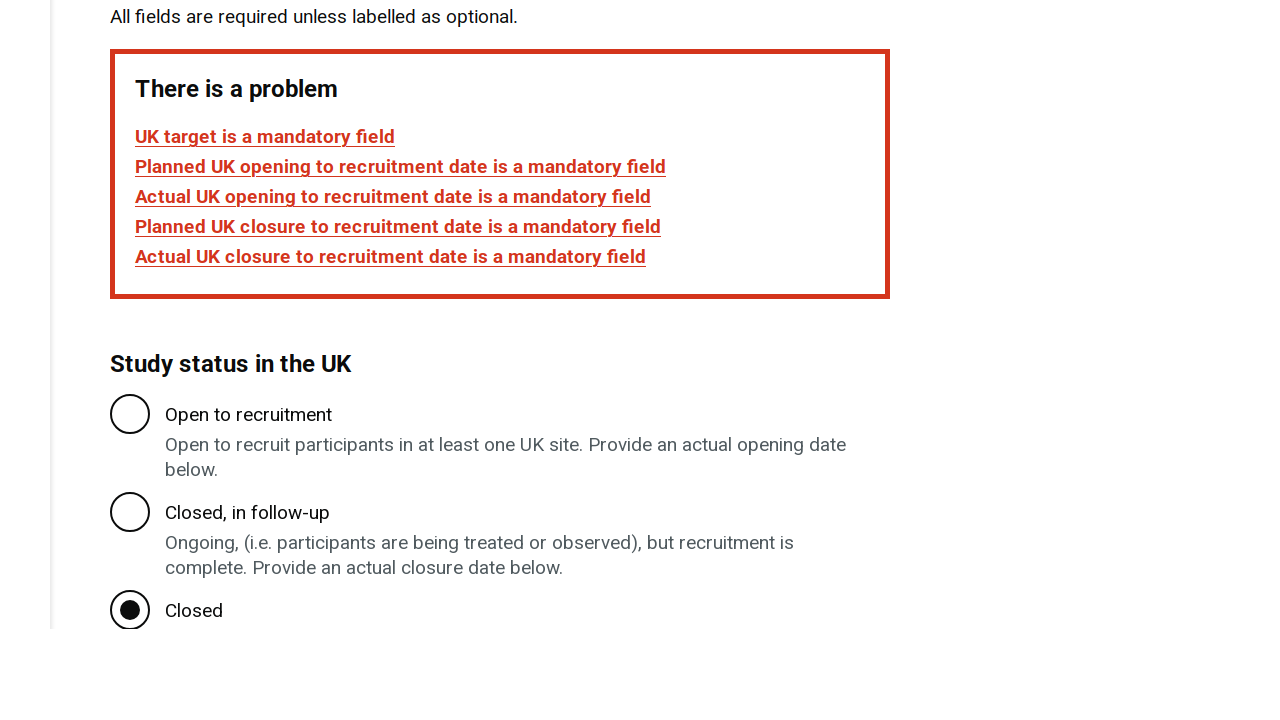 All fields are required unless labelled as optional.
There is a problem
UK target is a mandatory field
Planned UK opening to recruitment date is a mandatory field
Actual UK opening to recruitment date is a mandatory field
Planned UK closure to recruitment date is a mandatory field
Actual UK closure to recruitment date is a mandatory field
Study status in the UK
Open to recruitment
Open to recruit participants in at least one UK site. Provide an actual opening date
below.
Closed, in follow-up
Ongoing, (i.e. participants are being treated or observed), but recruitment is
complete. Provide an actual closure date below.
Closed